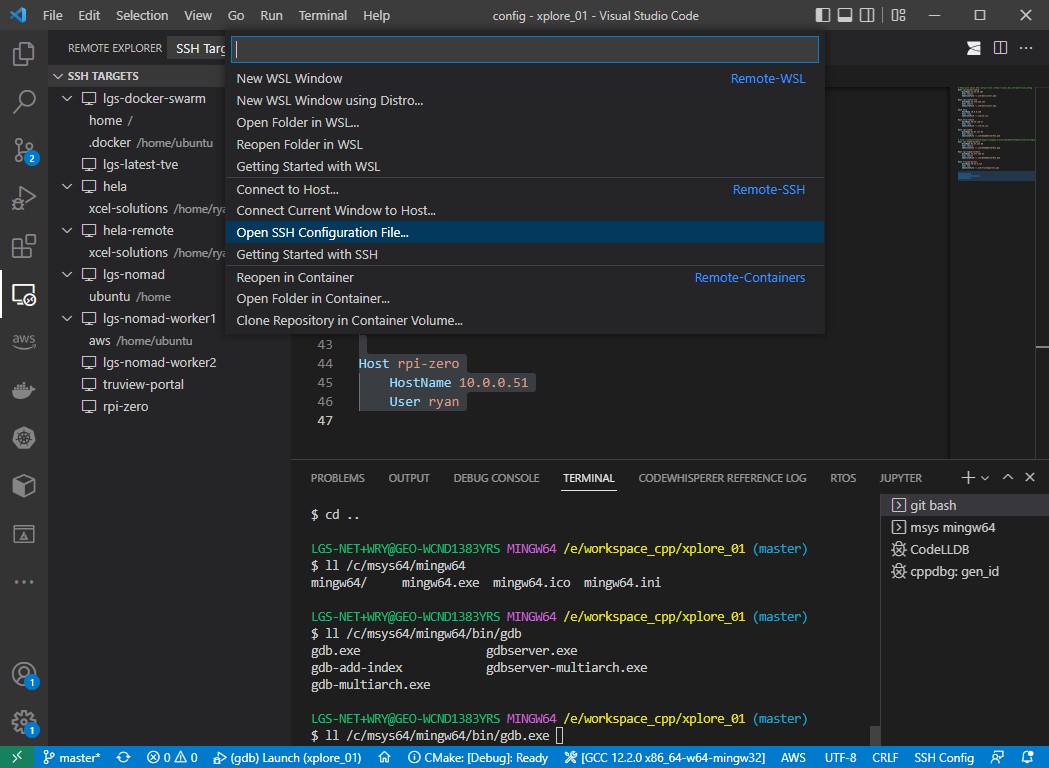 File Edit Selection View Go Run Terminal Help config - xplore_01 - Visual Studio Code
REMOTE EXPLORER SSH Targ
SSH TARGETS
lgs-docker-swarm
home /
.docker /home/ubuntu
lgs-latest-tve
hela
xcel-solutions /home/rya
hela-remote
xcel-solutions /home/rya
lgs-nomad
ubuntu /home
lgs-nomad-worker1
aws /home/ubuntu
lgs-nomad-worker2
truview-portal
rpi-zero
2
aws
1
1
New WSL Window Remote-WSL
New WSL Window using Distro...
Open Folder in WSL...
Reopen Folder in WSL
Getting Started with WSL
Connect to Host... Remote-SSH
Connect Current Window to Host...
Open SSH Configuration File...
Getting Started with SSH
Reopen in Container Remote-Containers
Open Folder in Container...
Clone Repository in Container Volume...
43
44 Host rpi-zero
45 HostName 10.0.0.51
46 User ryan
47
PROBLEMS OUTPUT DEBUG CONSOLE TERMINAL CODEWHISPERER REFERENCE LOG RTOS JUPYTER
$ cd ..
LGS-NET+WRY@GEO-WCND1383YRS MINGW64 /e/workspace_cpp/xplore_01 (master)
$ ll /c/msys64/mingw64
mingw64/ mingw64.exe mingw64.ico mingw64.ini
LGS-NET+WRY@GEO-WCND1383YRS MINGW64 /e/workspace_cpp/xplore_01 (master)
$ ll /c/msys64/mingw64/bin/gdb
gdb.exe gdbserver.exe
gdb-add-index gdbserver-multiarch.exe
gdb-multiarch.exe
LGS-NET+WRY@GEO-WCND1383YRS MINGW64 /e/workspace_cpp/xplore_01 (master)
$ ll /c/msys64/mingw64/bin/gdb.exe
git bash
msys mingw64
CodeLLDB
cppdbg: gen_id
master* 0 0 (gdb) Launch (xplore_01) CMake: [Debug]: Ready [GCC 12.2.0 x86_64-w64-mingw32] AWS UTF-8 CRLF SSH Config